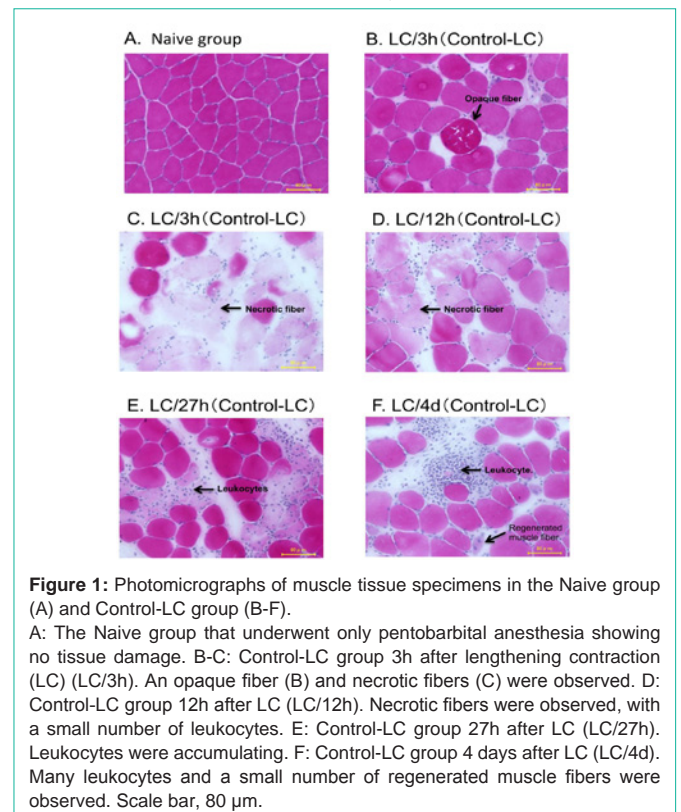 A. Naive group
B. LC/3h(Control-LC)
Opaque fiber
C. LC/3h(Control-LC)
D. LC/12h(Control-LC)
Necrotic fiber
Necrotic fiber
E. LC/27h(Control-LC)
F. LC/4d(Control-LC)
Leukocytes
Leukocyte
Regenerated
muscle fiber
Figure 1: Photomicrographs of muscle tissue specimens in the Naive group
(A) and Control-LC group (B-F).
A: The Naive group that underwent only pentobarbital anesthesia showing
no tissue damage. B-C: Control-LC group 3h after lengthening contraction
(LC) (LC/3h). An opaque fiber (B) and necrotic fibers (C) were observed. D:
Control-LC group 12h after LC (LC/12h). Necrotic fibers were observed, with
a small number of leukocytes. E: Control-LC group 27h after LC (LC/27h).
Leukocytes were accumulating. F: Control-LC group 4 days after LC (LC/4d).
Many leukocytes and a small number of regenerated muscle fibers were
observed. Scale bar, 80 μm.